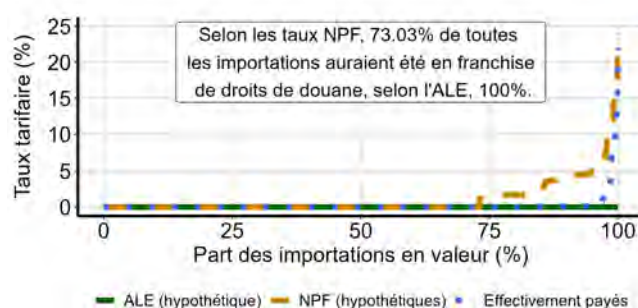 25
20
15
10
5
0
Taux tarifaire (%)
Selon les taux NPF, 73.03% de toutes
les importations auraient été en franchise
de droits de douane, selon l'ALE, 100%.
0 25 50 75 100
Part des importations en valeur (%)
ALE (hypothétique) NPF (hypothétiques) Effectivernent payés